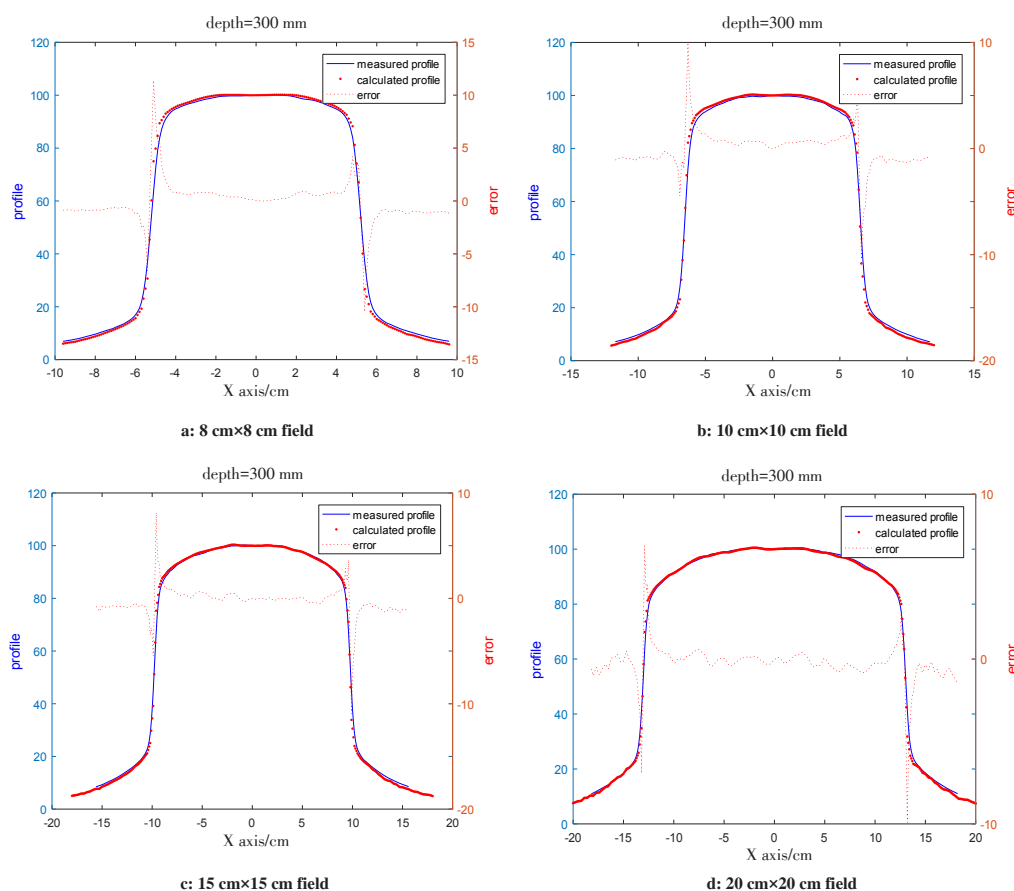 depth=300 mm
120
100
80
60
40
20
0
profile
15
10
5
0
-5
-10
-15
error
measured profile
calculated profile
error
-10
-8
-6
-4
-2
0
2
4
6
8
10
X axis/cm
a: 8 cm×8 cm field
depth=300 mm
120
100
80
60
40
20
0
profile
10
0
-10
-20
error
measured profile
calculated profile
error
-15
-10
-5
0
5
10
15
X axis/cm
b: 10 cm×10 cm field
depth=300 mm
120
100
80
60
40
20
0
profile
10
0
-10
-20
error
measured profile
calculated profile
error
-20
-15
-10
-5
0
5
10
15
20
X axis/cm
c: 15 cm×15 cm field
depth=300 mm
120
100
80
60
40
20
0
profile
10
0
-10
error
measured profile
calculated profile
error
-20
-15
-10
-5
0
5
10
15
20
X axis/cm
d: 20 cm×20 cm field